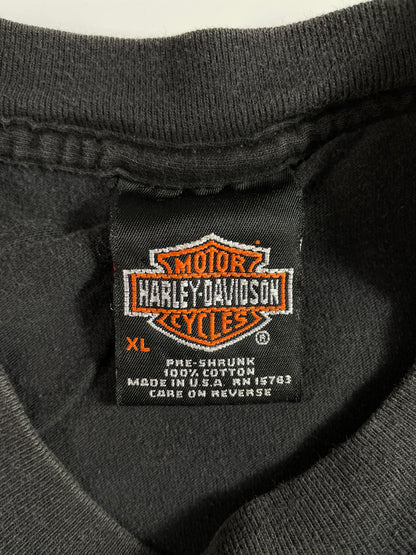 MOTOR
HARLEY-DAVIDSON
CYCLES
XL ®
PRE-SHRUNK
100% COTTON
MADE IN U.S.A. RN 15763
CARE ON REVERSE